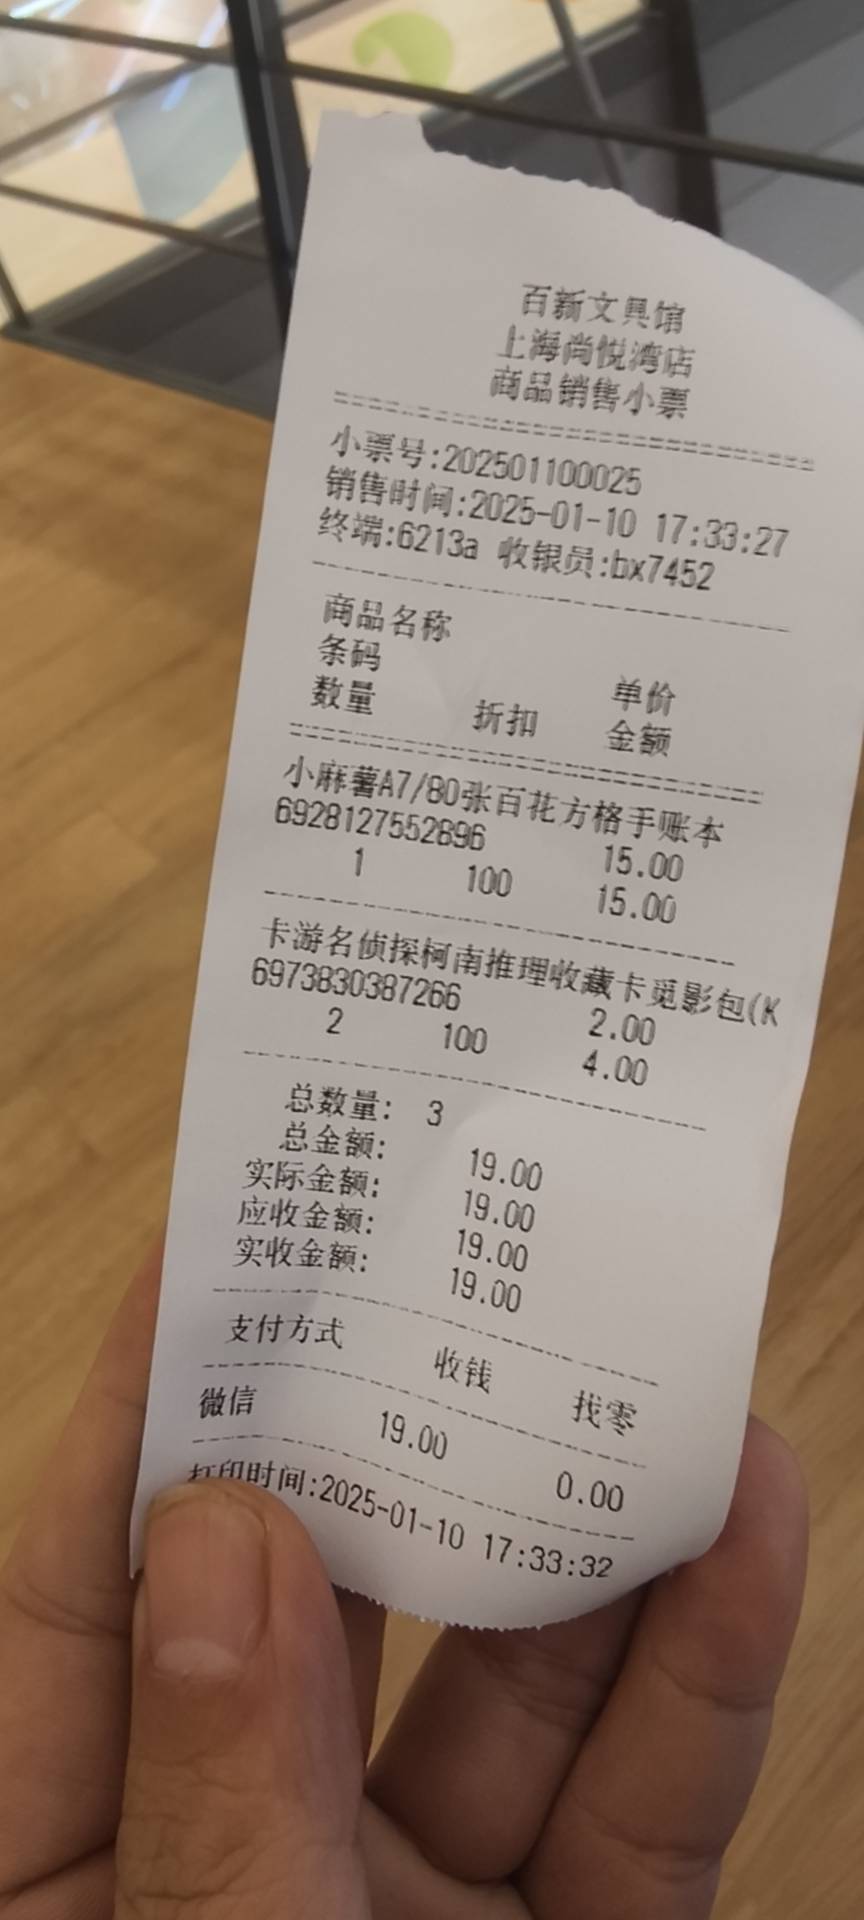 百新文具馆
上海尚悦湾店
商品销售小票
小票号:202501100025
销售时间:2025-01-10 17:33:27
终端:6213a 收银员:bx7452
商品名称
条码 单价
数量 折扣 金额
小麻薯A7/80张百花方格手账本
6928127552896 15.00
1 100 15.00
卡游名侦探柯南推理收藏卡觅影包(K
6973830387266 2.00
2 100 4.00
总数量: 3
总金额: 19.00
实际金额: 19.00
应收金额: 19.00
实收金额: 19.00
支付方式 收钱 找零
微信 19.00 0.00
打印时间:2025-01-10 17:33:32